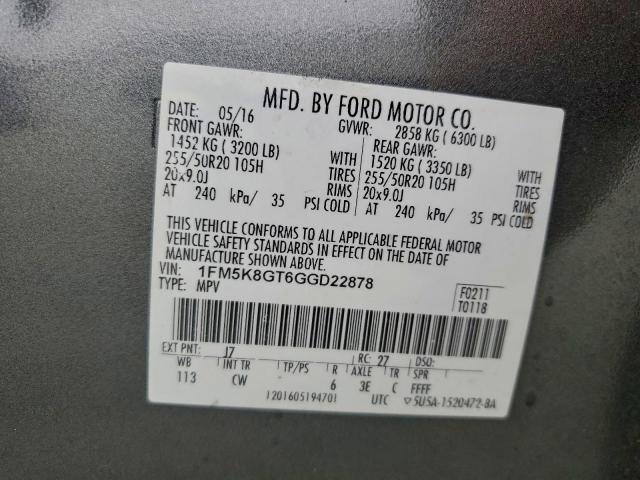 MFD. BY FORD MOTOR CO.
DATE: 05/16 GVWR: 2858 KG ( 6300 LB)
FRONT GAWR: REAR GAWR:
1452 KG ( 3200 LB) WITH 1520 KG ( 3350 LB) WITH
255/50R20 105H TIRES 255/50R20 105H TIRES
20x9.0J RIMS 20x9.0J RIMS
AT 240 kPa/ 35 PSI COLD AT 240 kPa/ 35 PSI COLD
THIS VEHICLE CONFORMS TO ALL APPLICABLE FEDERAL MOTOR
VEHICLE SAFETY STANDARDS IN EFFECT ON THE DATE OF
MANUFACTURE SHOWN ABOVE.
VIN: 1FM5K8GT6GGD22878
TYPE: MPV
F0211
T0118
EXT PNT: J7 RC: 27 DSO:
WB INT TR TP/PS R AXLE TR SPR
113 CW 6 3E C FFFF
1201605194701 UTC ▽5U5A-1520472-BA